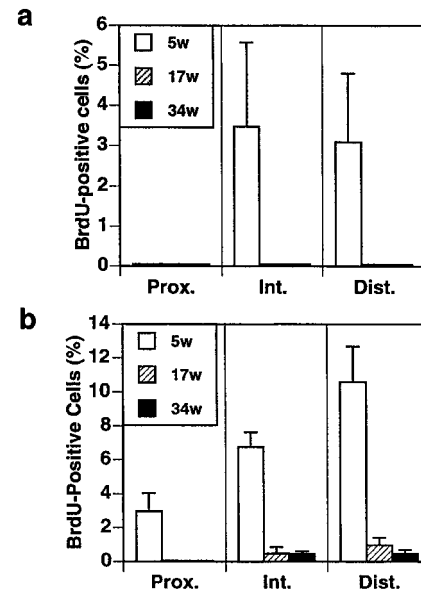 a
BrdU-positive cells (%)
6
5
4
3
2
1
0
5w
17w
34w
Prox. Int. Dist.
b
BrdU-Positive Cells (%)
14
12
10
8
6
4
2
0
5w
17w
34w
Prox. Int. Dist.